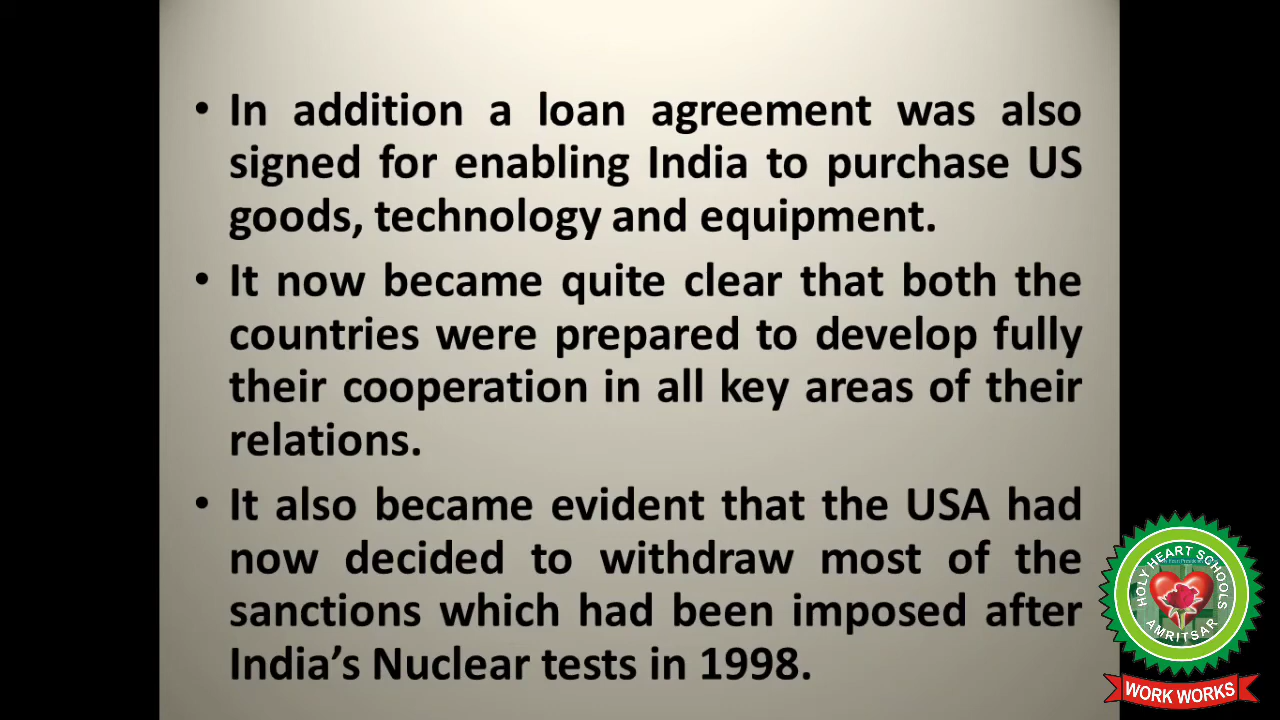 • In addition a loan agreement was also
signed for enabling India to purchase US
goods, technology and equipment.
• It now became quite clear that both the
countries were prepared to develop fully
their cooperation in all key areas of their
relations.
• It also became evident that the USA had
now decided to withdraw most of the
sanctions which had been imposed after
India’s Nuclear tests in 1998.
HOLY HEART SCHOOLS
AMRITSAR
WORK WORKS